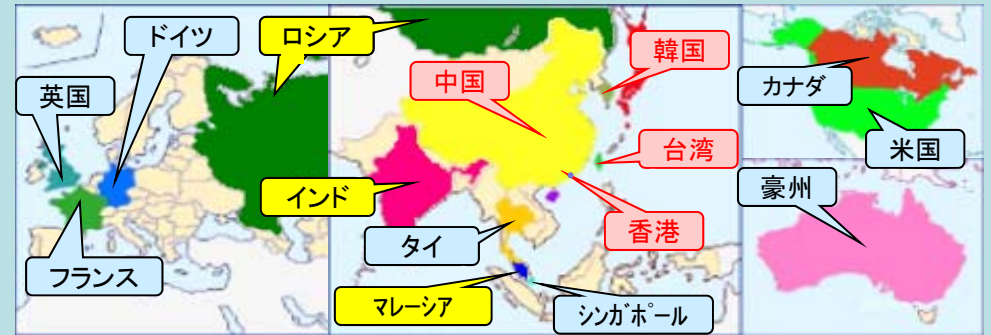 ドイツ
ロシア
英国
フランス
インド
中国
韓国
台湾
香港
タイ
マレーシア
シンガポール
カナダ
米国
豪州